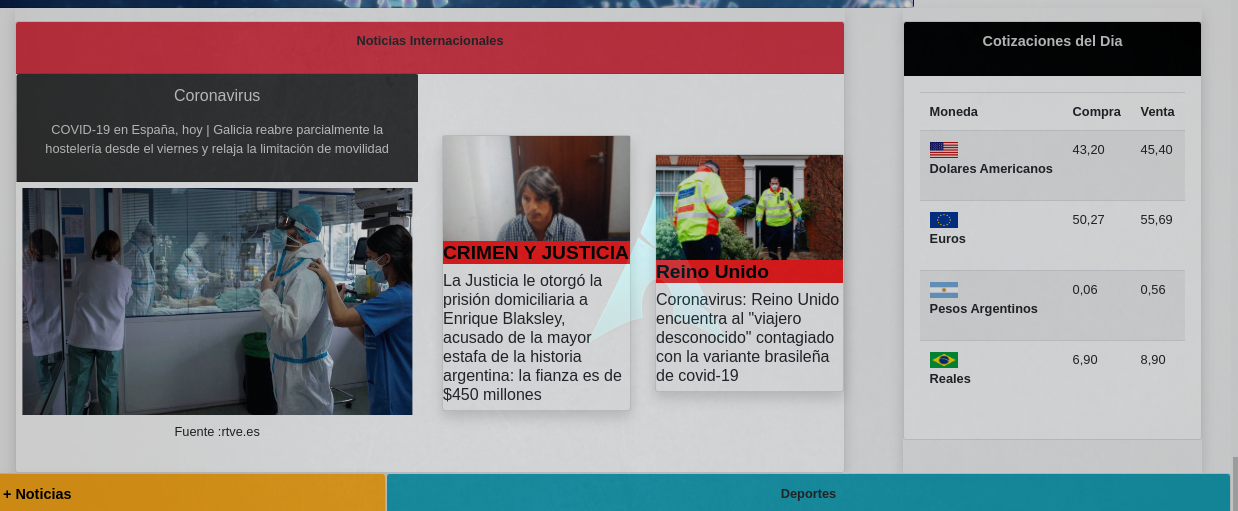 Noticias Internacionales
Coronavirus
COVID-19 en España, hoy | Galicia reabre parcialmente la
hostelería desde el viernes y relaja la limitación de movilidad
Fuente :rtve.es
CRIMEN Y JUSTICIA
La Justicia le otorgó la
prisión domiciliaria a
Enrique Blaksley,
acusado de la mayor
estafa de la historia
argentina: la fianza es de
$450 millones
Reino Unido
Coronavirus: Reino Unido
encuentra al "viajero
desconocido" contagiado
con la variante brasileña
de covid-19
Cotizaciones del Dia
Moneda Compra Venta
Dolares Americanos 43,20 45,40
Euros 50,27 55,69
Pesos Argentinos 0,06 0,56
Reales 6,90 8,90
+ Noticias
Deportes